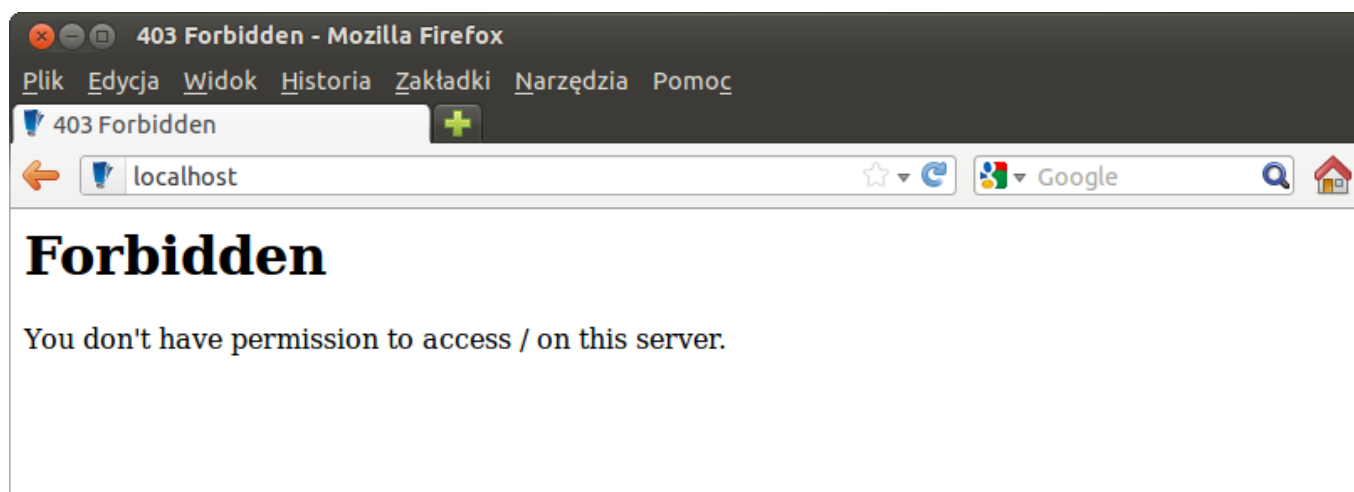 403 Forbidden - Mozilla Firefox
Plik Edycja Widok Historia Zakładki Narzędzia Pomoc
403 Forbidden
localhost Google
Forbidden
You don't have permission to access / on this server.